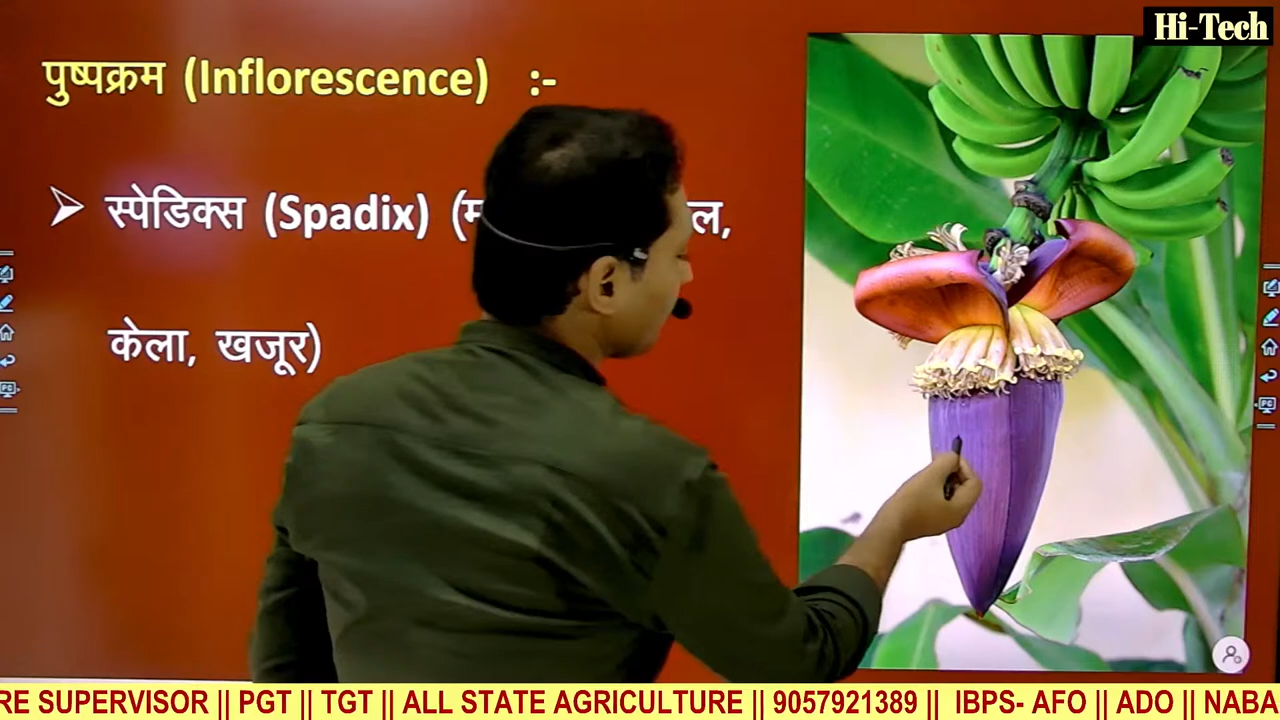 Hi-Tech
पुष्पक्रम (Inflorescence) :-
स्पेडिक्स (Spadix)
केला, खजूर)
RE SUPERVISOR || PGT || TGT || ALL STATE AGRICULTURE || 9057921389 || IBPS- AFO || ADO || NABA